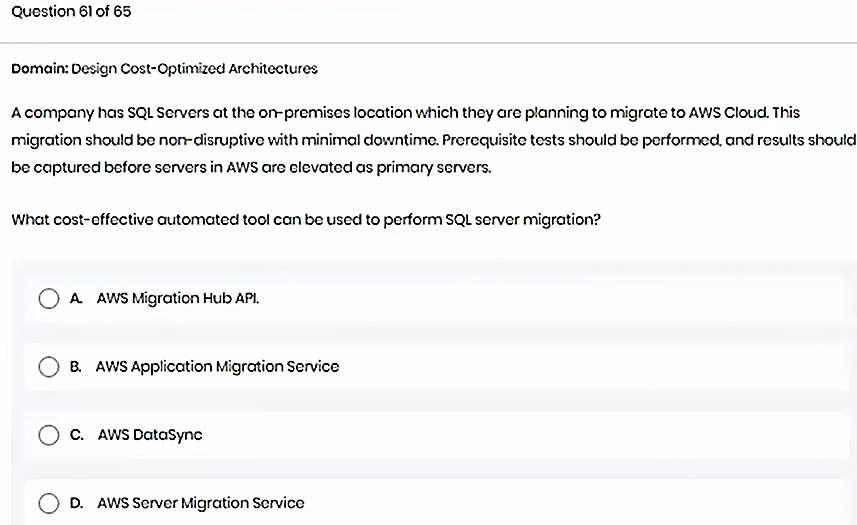 Question 61 of 65
Domain: Design Cost-Optimized Architectures
A company has SQL Servers at the on-premises location which they are planning to migrate to AWS Cloud. This
migration should be non-disruptive with minimal downtime. Prerequisite tests should be performed, and results should
be captured before servers in AWS are elevated as primary servers.
What cost-effective automated tool can be used to perform SQL server migration?
A. AWS Migration Hub API.
B. AWS Application Migration Service
C. AWS DataSync
D. AWS Server Migration Service